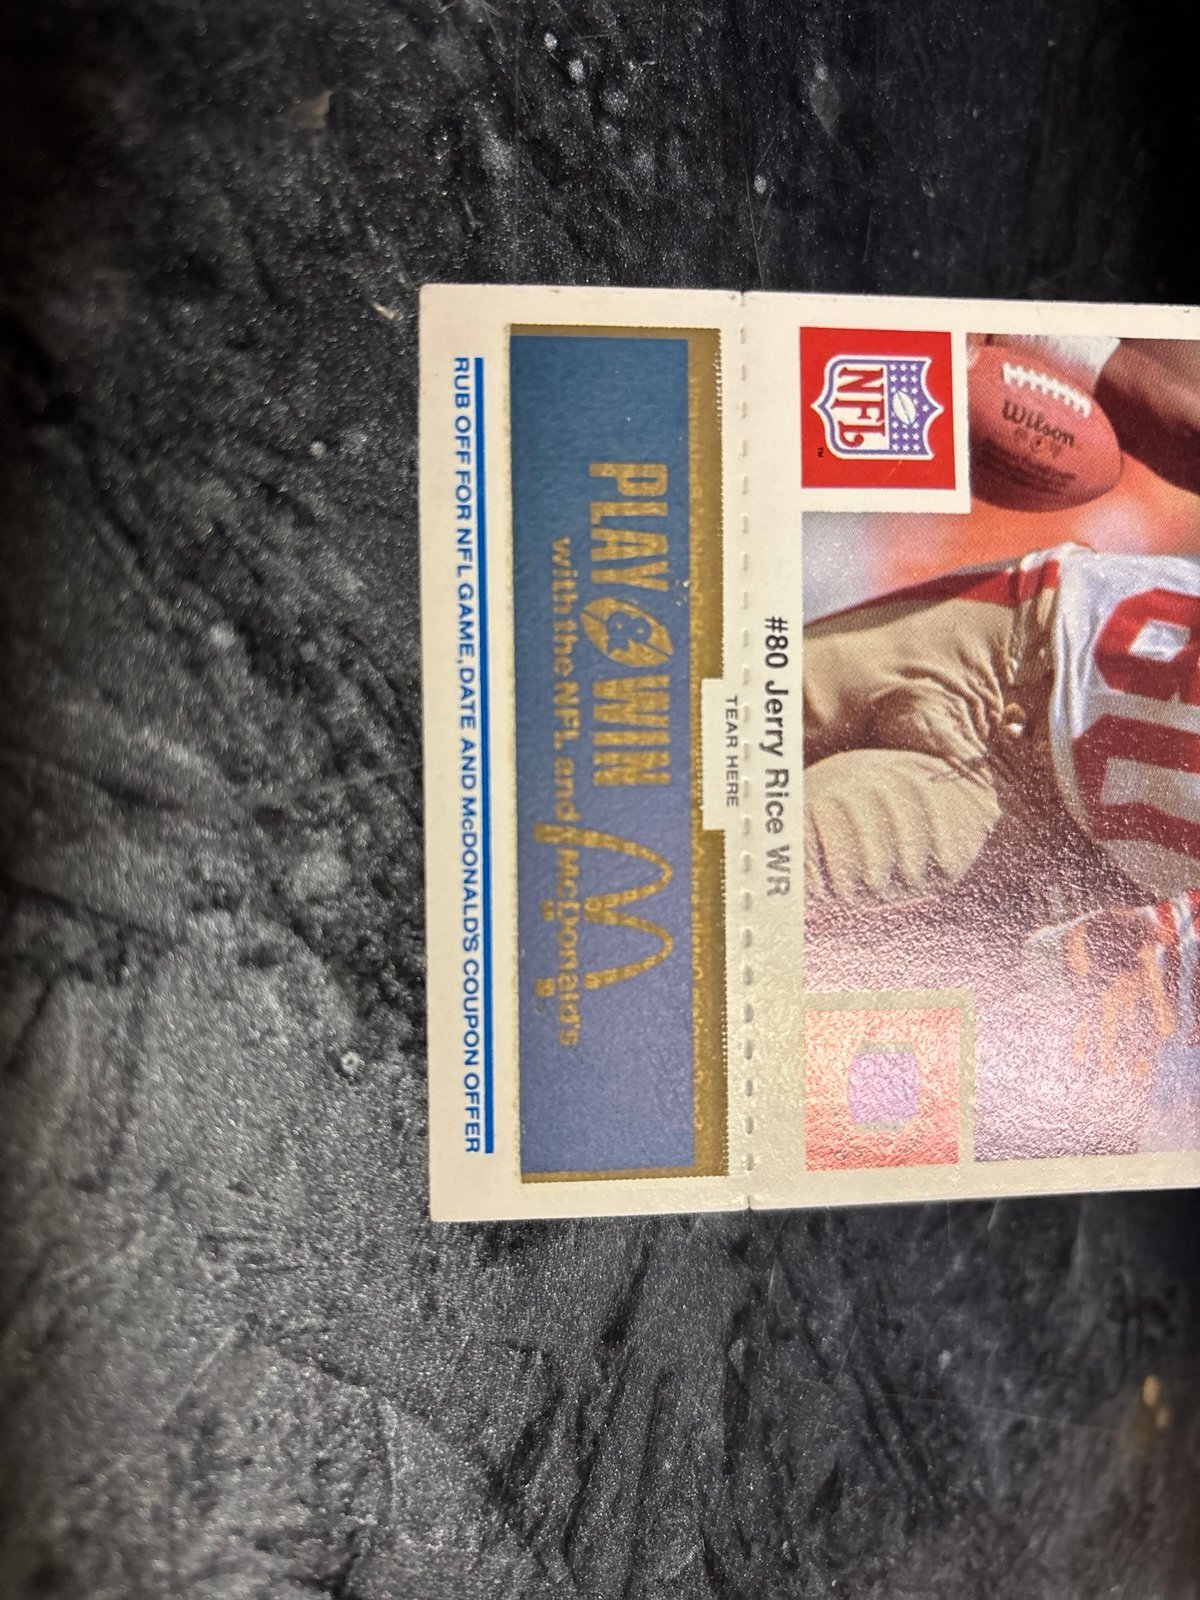 Wilson
NFL
TM
#80 Jerry Rice WR
TEAR HERE
PLAY & WIN
with the NFL and McDonald's
RUB OFF FOR NFL GAME, DATE AND McDONALD'S COUPON OFFER